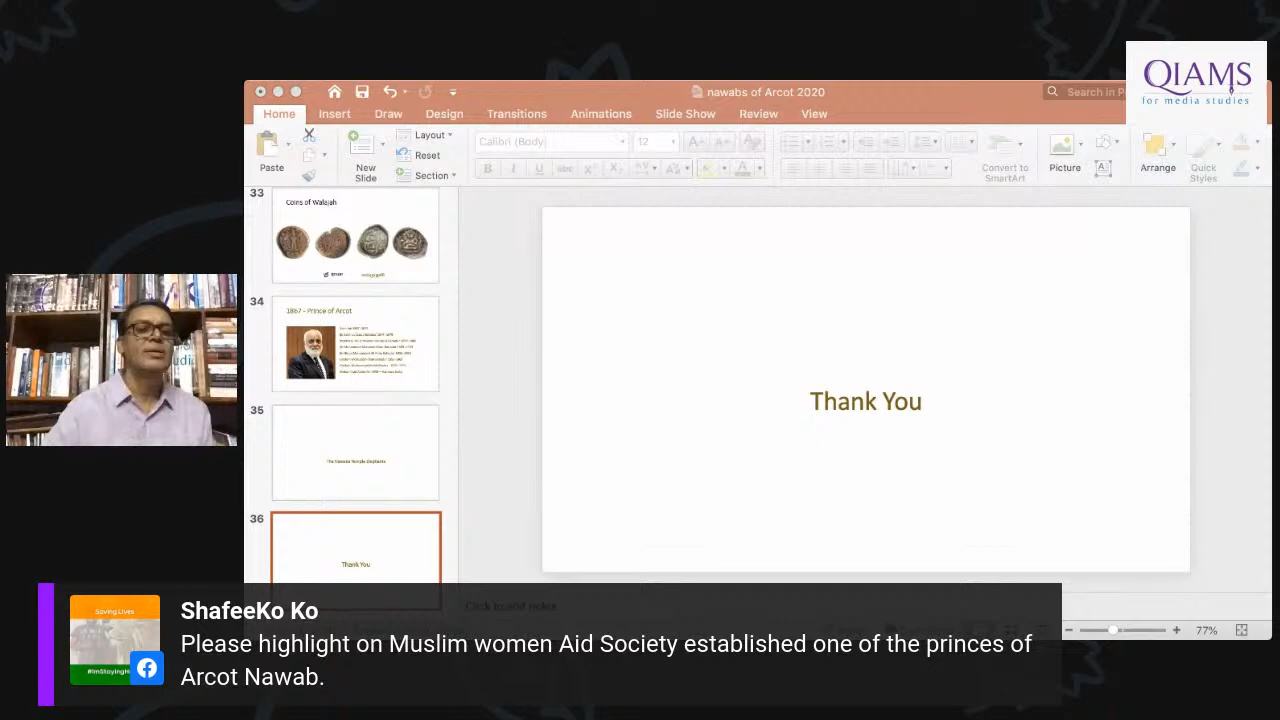 QIAMS
for media studies
nawabs of Arcot 2020
Search in P
Home Insert Draw Design Transitions Animations Slide Show Review View
Paste
New
Slide
Layout
Reset
Section
Calibri (Body) 12
Convert to
SmartArt
Picture
Arrange
Quick
Styles
33
Coins of Walajah
34
1867 - Prince of Arcot
35
36
Thank You
Thank You
Click to add notes
77%
Saving Lives
ShafeeKo Ko
Please highlight on Muslim women Aid Society established one of the princes of
Arcot Nawab.